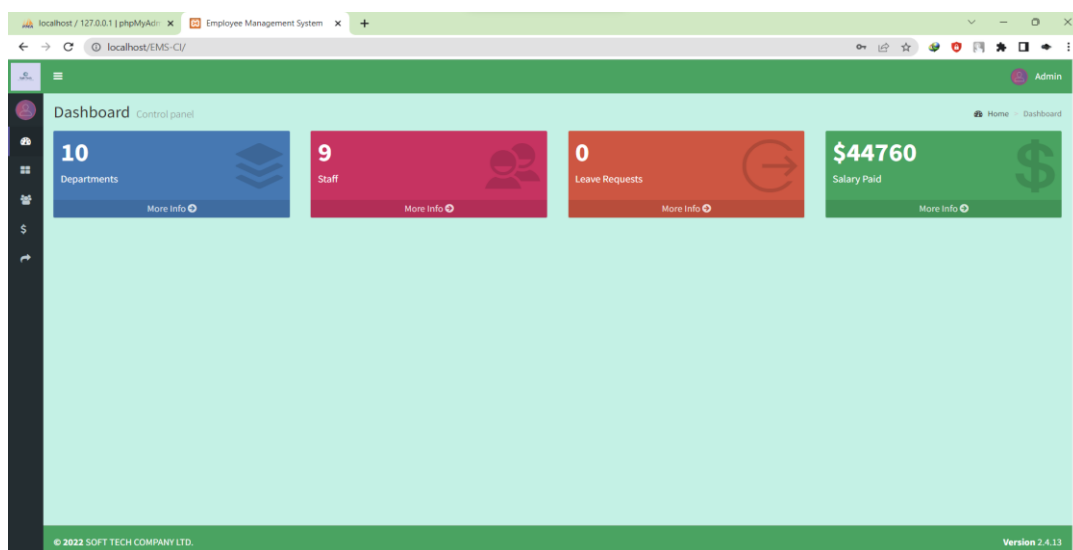 localhost / 127.0.0.1 | phpMyAdn
Employee Management System
localhost/EMS-CI/
Admin
Dashboard Control panel
Home > Dashboard
10
Departments
More Info
9
Staff
More Info
0
Leave Requests
More Info
$44760
Salary Paid
More Info
© 2022 SOFT TECH COMPANY LTD.
Version 2.4.13